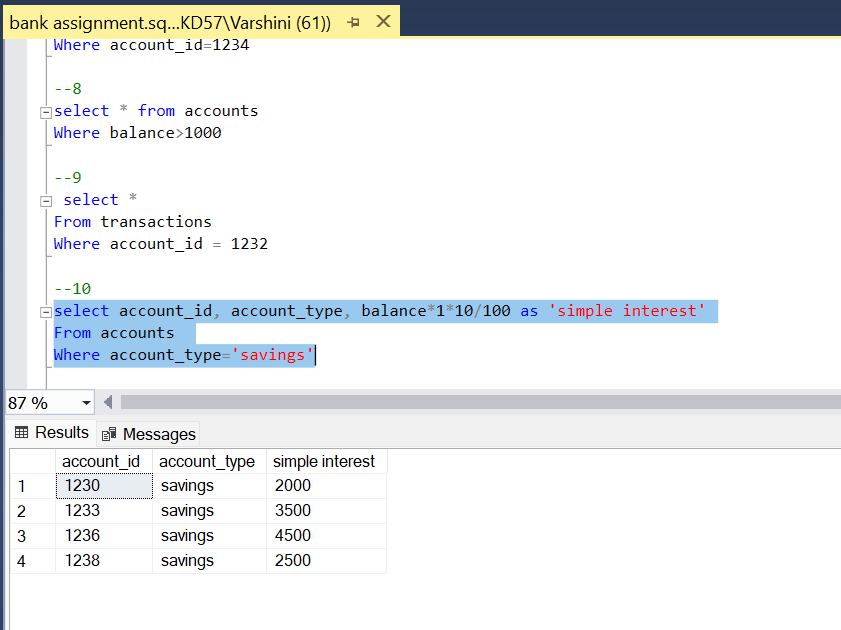 bank assignment.sq...KD57\Varshini (61))
Where account_id=1234
--8
select * from accounts
Where balance>1000
--9
select *
From transactions
Where account_id = 1232
--10
select account_id, account_type, balance*1*10/100 as 'simple interest'
From accounts
Where account_type='savings'
87 %
Results Messages
account_id account_type simple interest
1 1230 savings 2000
2 1233 savings 3500
3 1236 savings 4500
4 1238 savings 2500